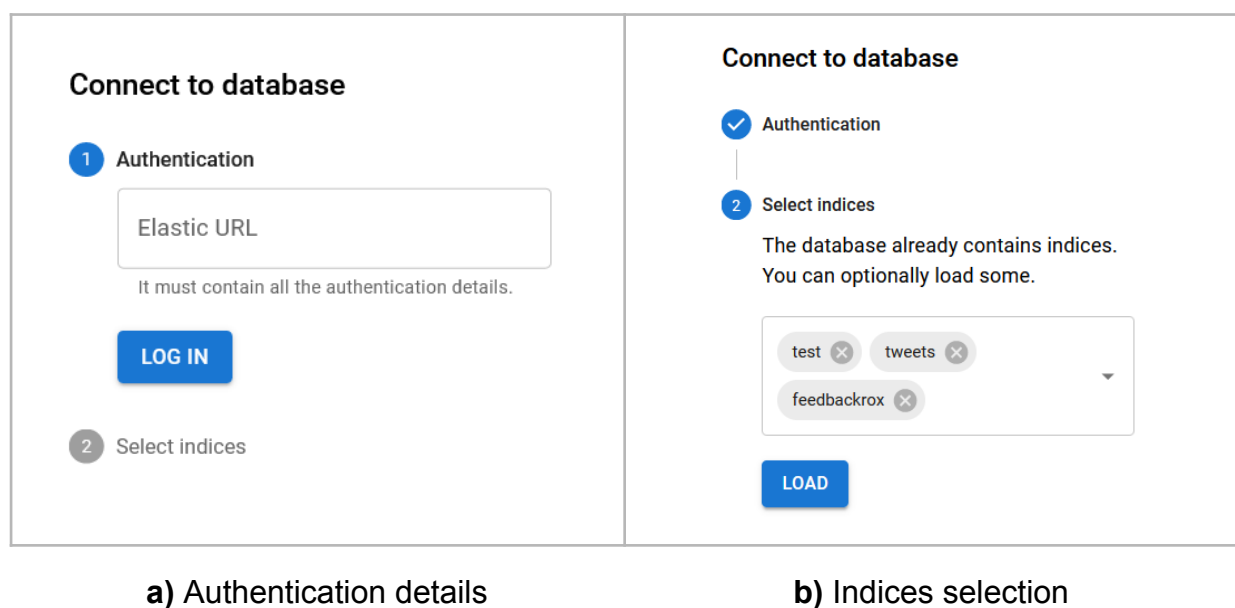 Connect to database
1 Authentication
Elastic URL
It must contain all the authentication details.
LOG IN
2 Select indices
a) Authentication details
Connect to database
Authentication
2 Select indices
The database already contains indices.
You can optionally load some.
test tweets
feedbackrox
LOAD
b) Indices selection